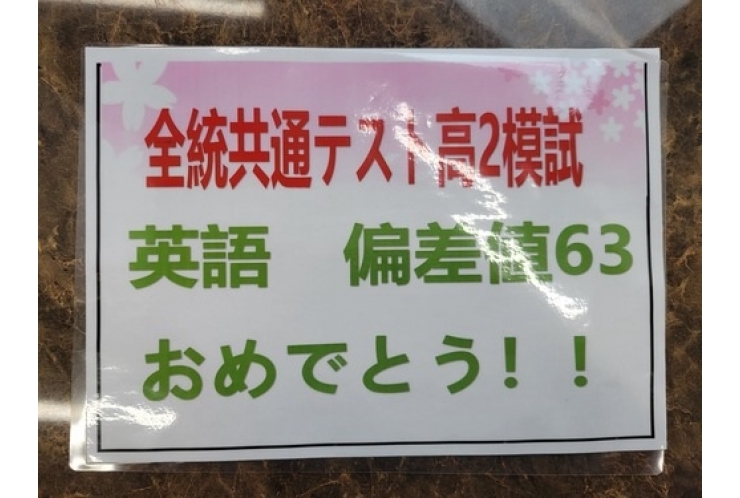 全統共通テスト高2模試
英語　偏差値63
おめでとう！！